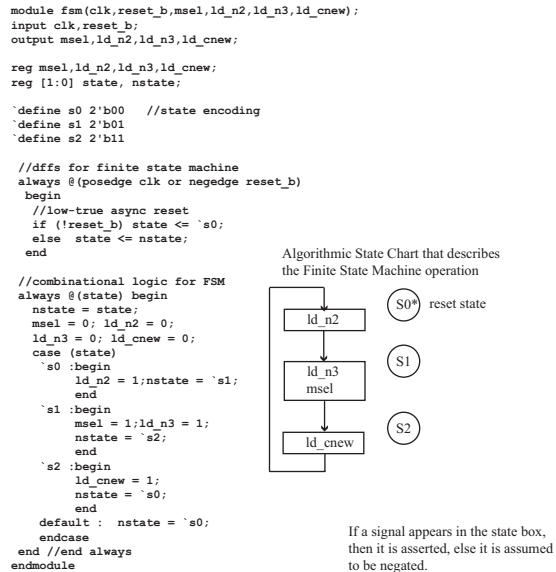 module fsm(clk,reset_b,msel,ld_n2,ld_n3,ld_cnew);
input clk,reset_b;
output msel,ld_n2,ld_n3,ld_cnew;
reg msel,ld_n2,ld_n3,ld_cnew;
reg [1:0] state, nstate;
`define s0 2'b00 //state encoding
`define s1 2'b01
`define s2 2'b11
//dffs for finite state machine
always @(posedge clk or negedge reset_b)
begin
//low-true async reset
if (!reset_b) state <= `s0;
else state <= nstate;
end
//combinational logic for FSM
always @(state) begin
nstate = state;
msel = 0; ld_n2 = 0;
ld_n3 = 0; ld_cnew = 0;
case (state)
`s0 :begin
ld_n2 = 1;nstate = `s1;
end
`s1 :begin
msel = 1;ld_n3 = 1;
nstate = `s2;
end
`s2 :begin
ld_cnew = 1;
nstate = `s0;
end
default : nstate = `s0;
endcase
end //end always
endmodule
Algorithmic State Chart that describes
the Finite State Machine operation
ld_n2
S0* reset state
ld_n3
msel
S1
ld_cnew
S2
If a signal appears in the state box,
then it is asserted, else it is assumed
to be negated.